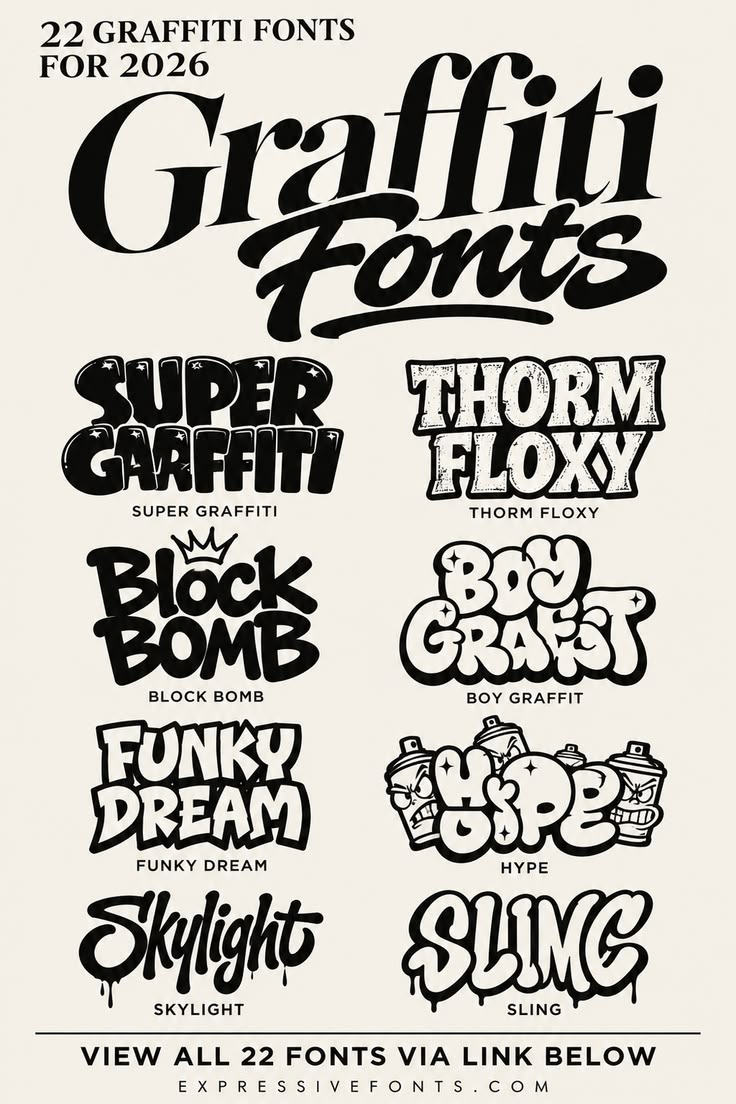 22 GRAFFITI FONTS
FOR 2026
Graffiti
Fonts
SUPER
GARFFITI
SUPER GRAFFITI
THORM
FLOXY
THORM FLOXY
Block
BOMB
BLOCK BOMB
BOY
BOY GRAFFIT
FUNKY
DREAM
FUNKY DREAM
HYPE
Skylight
SKYLIGHT
SLIMC
SLING
VIEW ALL 22 FONTS VIA LINK BELOW
EXPRESSIVEFONTS.COM